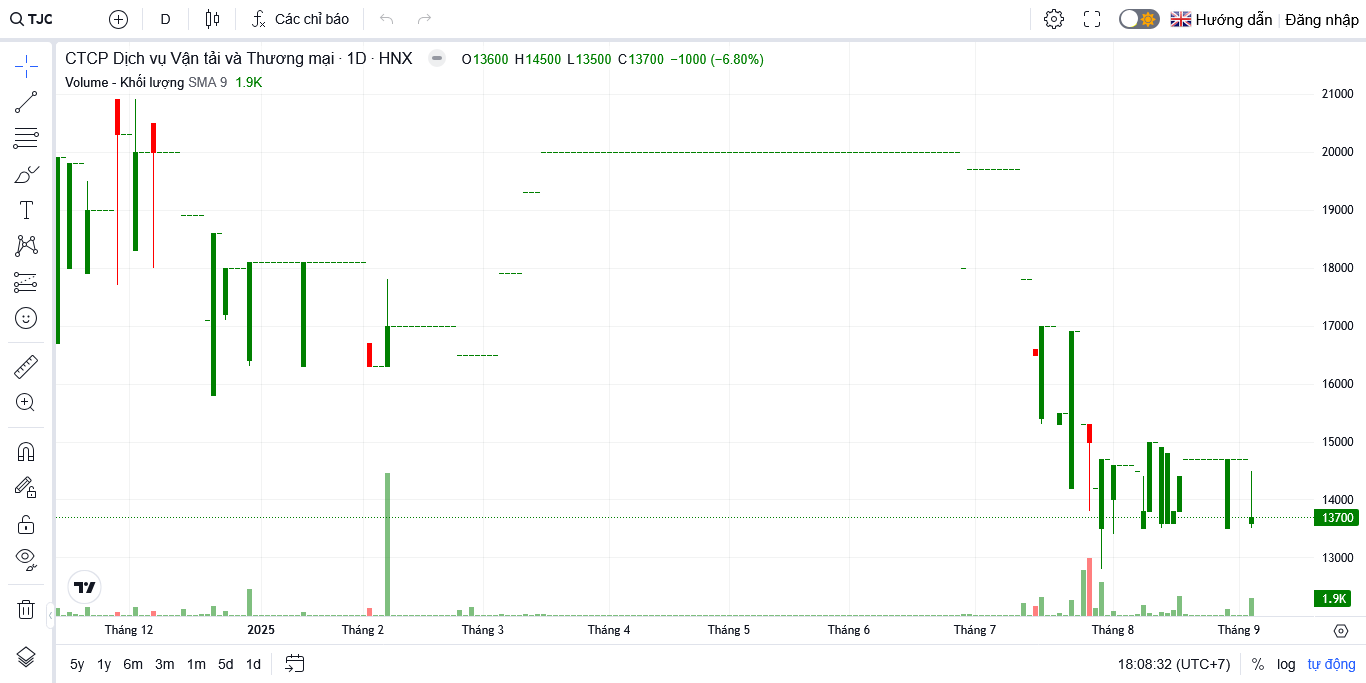 TJC D Các chỉ báo Hướng dẫn Đăng nhập
CTCP Dịch vụ Vận tải và Thương mại · 1D · HNX O13600 H14500 L13500 C13700 −1000 (−6.80%)
Volume - Khối lượng SMA 9 1.9K
21000
20000
19000
18000
17000
16000
15000
14000
13700
13000
1.9K
Tháng 12 2025 Tháng 2 Tháng 3 Tháng 4 Tháng 5 Tháng 6 Tháng 7 Tháng 8 Tháng 9
5y 1y 6m 3m 1m 5d 1d 18:08:32 (UTC+7) % log tự động